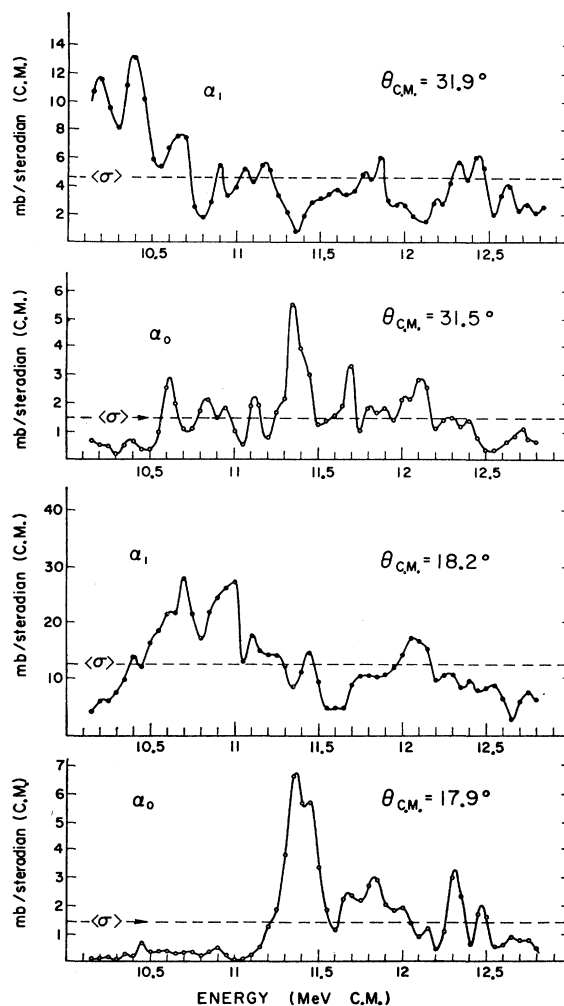 mb/steradian (C.M.)
14
12
10
8
6
4
2
⟨σ⟩
α₁
θC.M. = 31.9°
10.5
11
11.5
12
12.5
mb/steradian (C.M.)
6
5
4
3
2
1
⟨σ⟩
α₀
θC.M. = 31.5°
10.5
11
11.5
12
12.5
mb/steradian (C.M.)
40
30
20
10
⟨σ⟩
α₁
θC.M. = 18.2°
10.5
11
11.5
12
12.5
mb/steradian (C.M.)
7
6
5
4
3
2
1
⟨σ⟩
α₀
θC.M. = 17.9°
10.5
11
11.5
12
12.5
ENERGY (MeV C.M.)